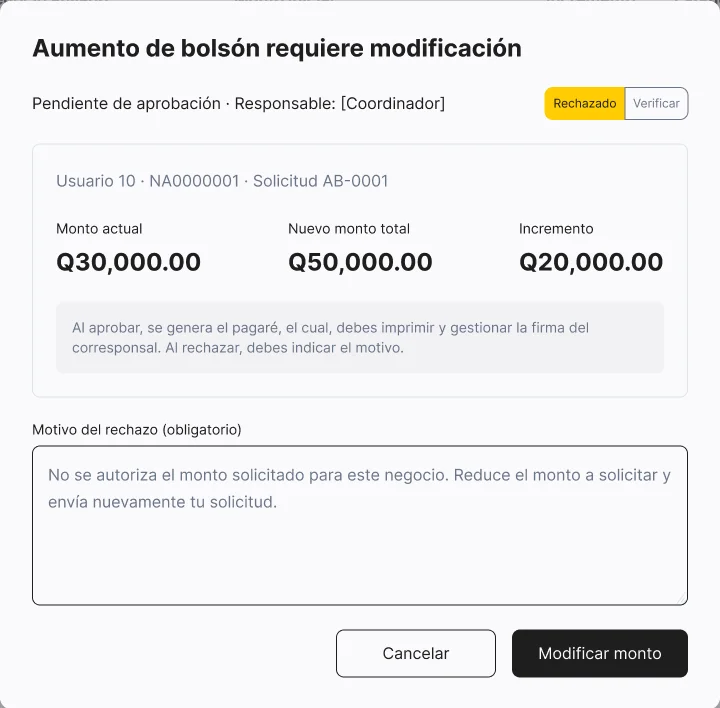 Aumento de bolsón requiere modificación
Pendiente de aprobación · Responsable: [Coordinador]
Rechazado
Verificar
Usuario 10 · NA0000001 · Solicitud AB-0001
Monto actual
Nuevo monto total
Incremento
Q30,000.00
Q50,000.00
Q20,000.00
Al aprobar, se genera el pagaré, el cual, debes imprimir y gestionar la firma del
corresponsal. Al rechazar, debes indicar el motivo.
Motivo del rechazo (obligatorio)
No se autoriza el monto solicitado para este negocio. Reduce el monto a solicitar y
envía nuevamente tu solicitud.
Cancelar
Modificar monto